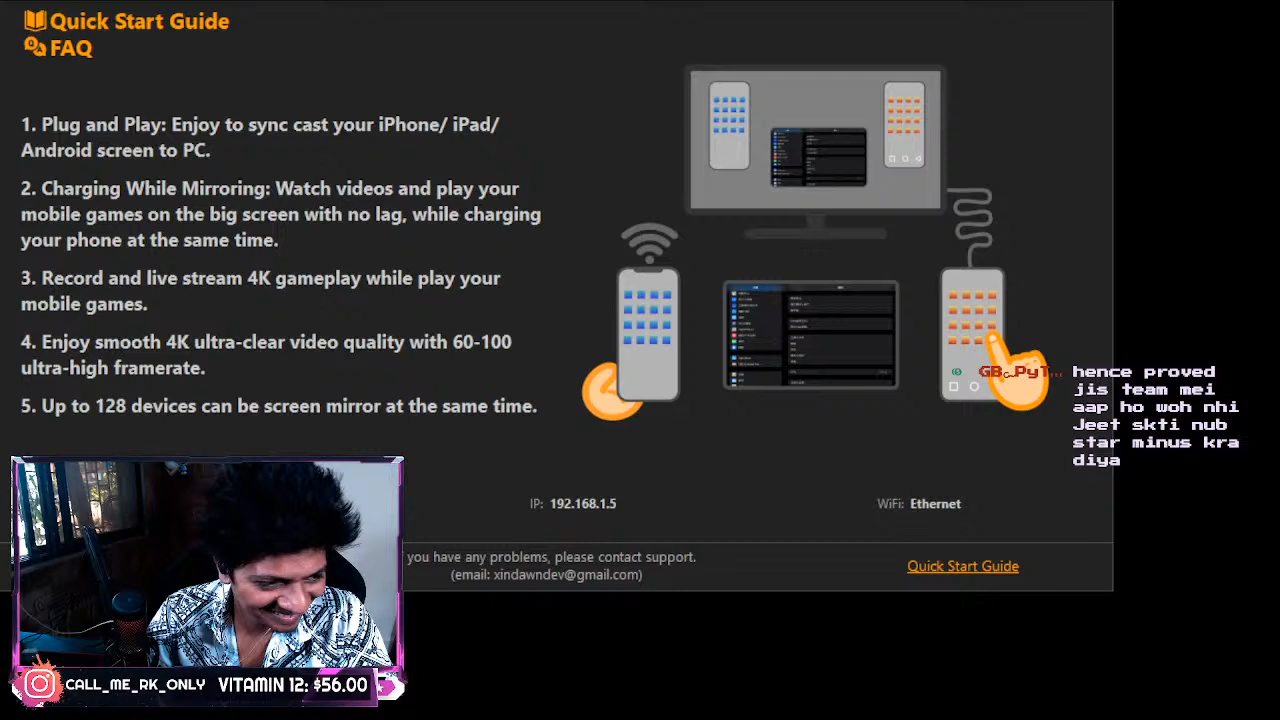 Quick Start Guide
FAQ
1. Plug and Play: Enjoy to sync cast your iPhone/ iPad/
Android screen to PC.
2. Charging While Mirroring: Watch videos and play your
mobile games on the big screen with no lag, while charging
your phone at the same time.
3. Record and live stream 4K gameplay while play your
mobile games.
4. Enjoy smooth 4K ultra-clear video quality with 60-100
ultra-high framerate.
5. Up to 128 devices can be screen mirror at the same time.
hence proved
jis team mei
aap ho woh nhi
Jeet skti nub
star minus kra
diya
IP: 192.168.1.5
WiFi: Ethernet
you have any problems, please contact support.
(email: xindawndev@gmail.com)
Quick Start Guide
CALL_ME_RK_ONLY VITAMIN 12: $56.00